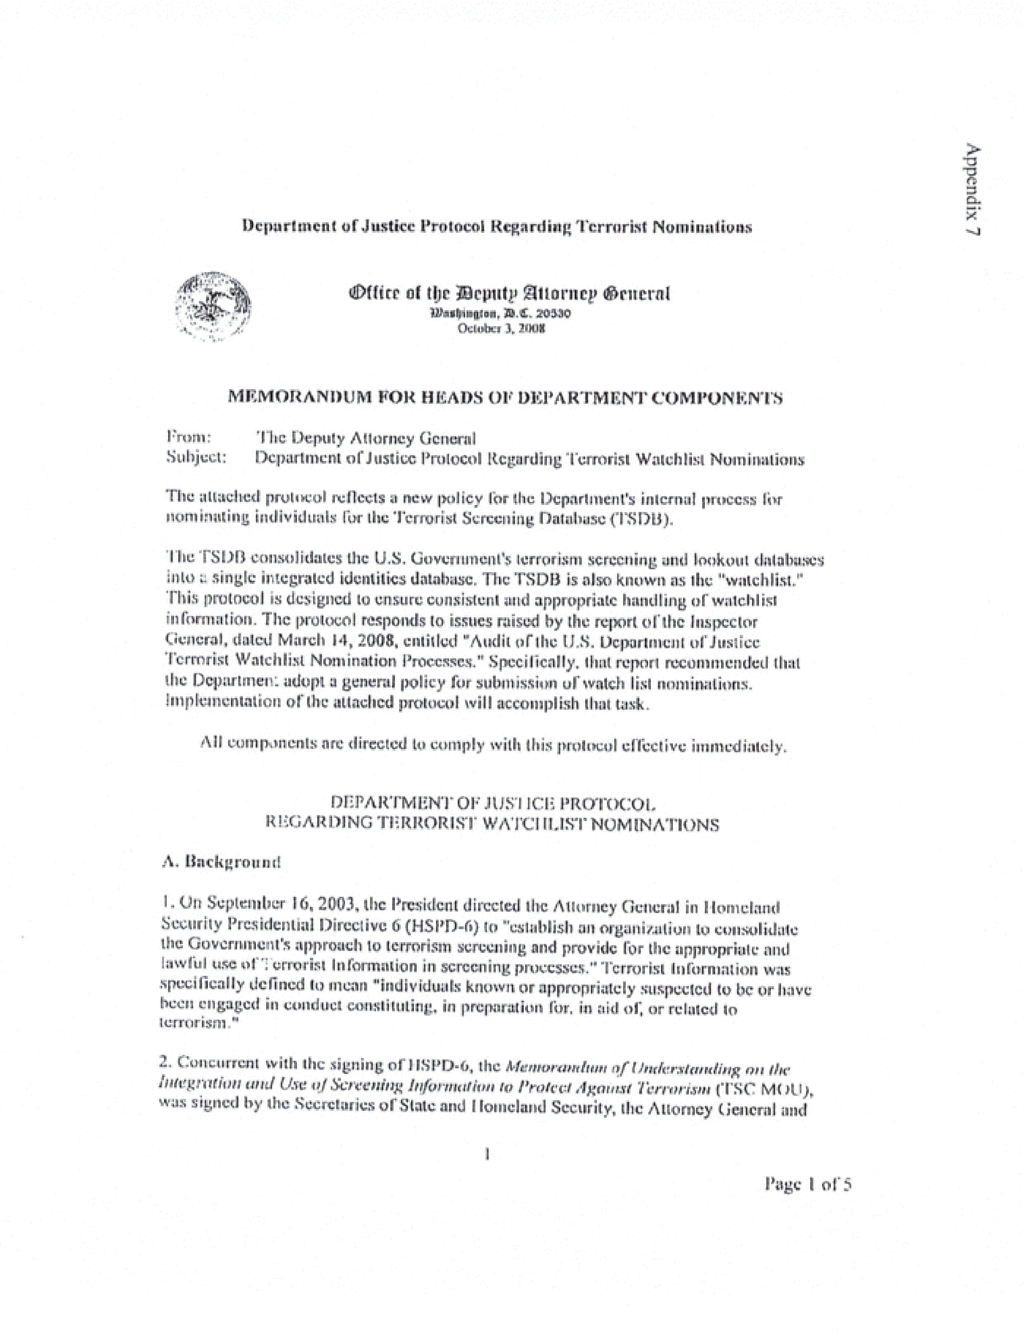 Appendix 7
Department of Justice Protocol Regarding Terrorist Nominations
Office of the Deputy Attorney General
Washington, D.C. 20530
October 3, 2008
MEMORANDUM FOR HEADS OF DEPARTMENT COMPONENTS
From: The Deputy Attorney General
Subject: Department of Justice Protocol Regarding Terrorist Watchlist Nominations
The attached protocol reflects a new policy for the Department's internal process for
nominating individuals for the Terrorist Screening Database (TSDB).
The TSDB consolidates the U.S. Government's terrorism screening and lookout databases
into a single integrated identities database. The TSDB is also known as the "watchlist."
This protocol is designed to ensure consistent and appropriate handling of watchlist
information. The protocol responds to issues raised by the report of the Inspector
General, dated March 14, 2008, entitled "Audit of the U.S. Department of Justice
Terrorist Watchlist Nomination Processes." Specifically, that report recommended that
the Department adopt a general policy for submission of watch list nominations.
Implementation of the attached protocol will accomplish that task.
All components are directed to comply with this protocol effective immediately.
DEPARTMENT OF JUSTICE PROTOCOL
REGARDING TERRORIST WATCHLIST NOMINATIONS
A. Background
1. On September 16, 2003, the President directed the Attorney General in Homeland
Security Presidential Directive 6 (HSPD-6) to "establish an organization to consolidate
the Government's approach to terrorism screening and provide for the appropriate and
lawful use of Terrorist Information in screening processes." Terrorist Information was
specifically defined to mean "individuals known or appropriately suspected to be or have
been engaged in conduct constituting, in preparation for, in aid of, or related to
terrorism."
2. Concurrent with the signing of HSPD-6, the Memorandum of Understanding on the
Integration and Use of Screening Information to Protect Against Terrorism (TSC MOU),
was signed by the Secretaries of State and Homeland Security, the Attorney General and
1
Page 1 of 5